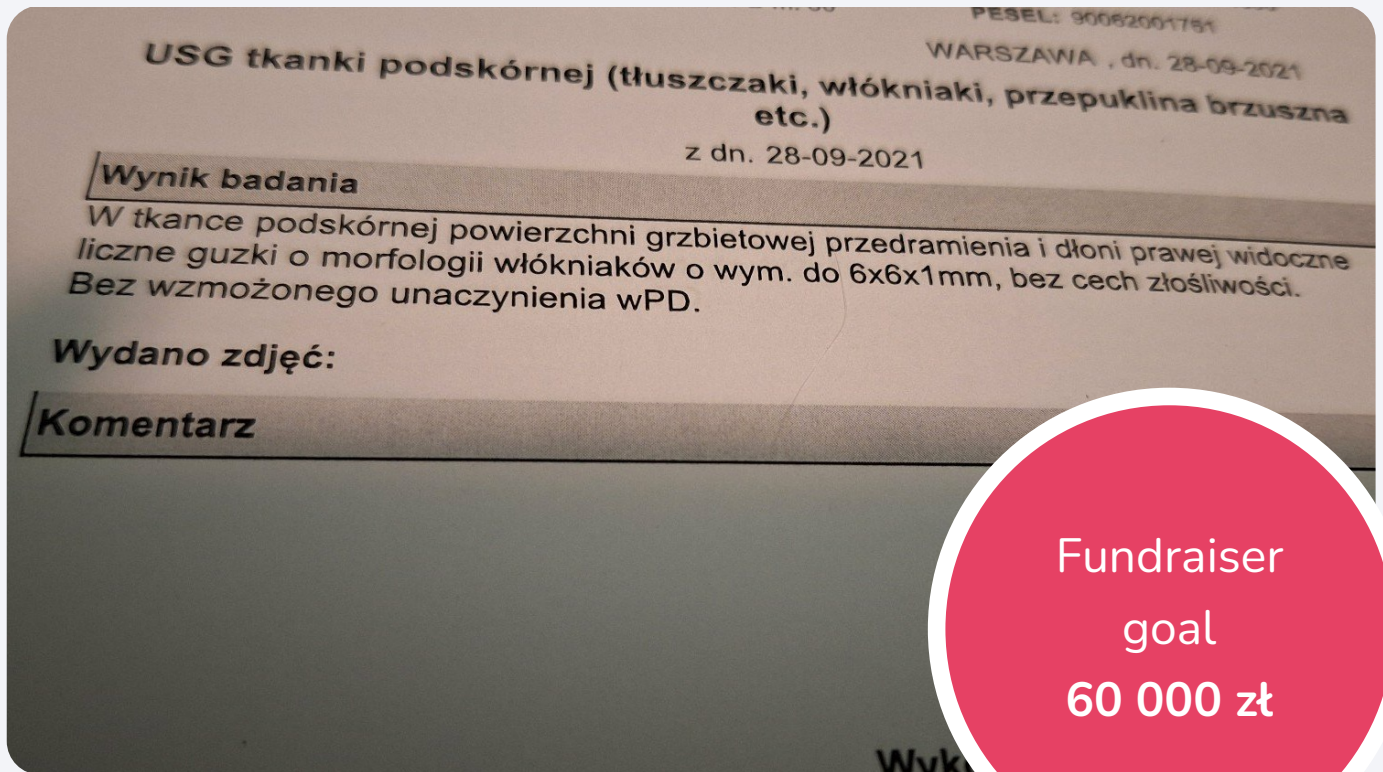 PESEL: 90062001761
WARSZAWA , dn. 28-09-2021
USG tkanki podskórnej (tłuszczaki, włókniaki, przepuklina brzuszna
etc.)
z dn. 28-09-2021
Wynik badania
W tkance podskórnej powierzchni grzbietowej przedramienia i dłoni prawej widoczne
liczne guzki o morfologii włókniaków o wym. do 6x6x1mm, bez cech złośliwości.
Bez wzmożonego unaczynienia wPD.
Wydano zdjęć:
Komentarz
Fundraiser
goal
60 000 zł